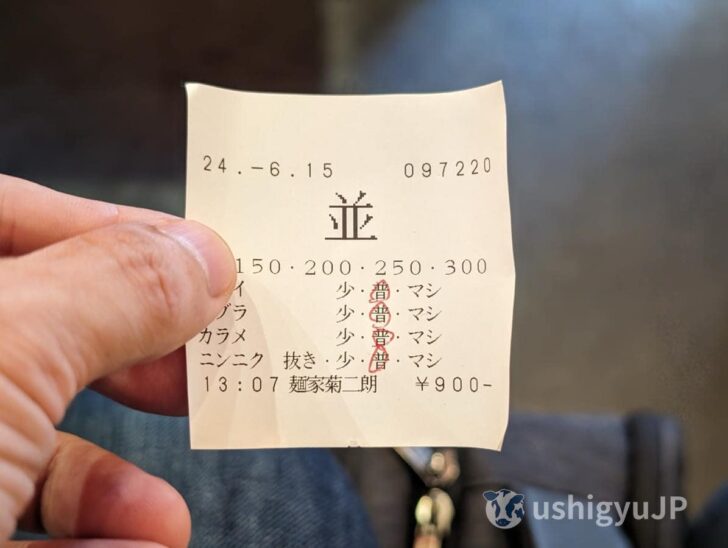 24.-6.15 097220
並
150・200・250・300
イ 少・普・マシ
ブラ 少・普・マシ
カラメ 少・普・マシ
ニンニク 抜き・少・普・マシ
13:07 麺家菊二朗 ¥900-
ushigyuJP